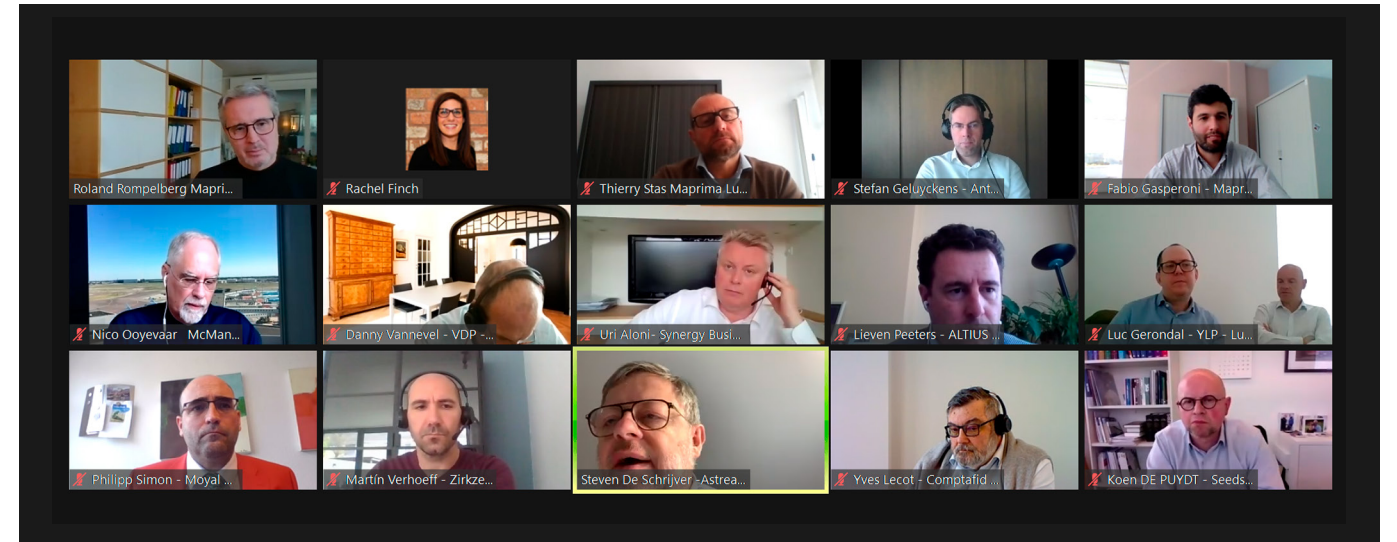 Roland Rompelberg Mapri...
Rachel Finch
Thierry Stas Maprima Lu...
Stefan Geluyckens - Ant...
Fabio Gasperoni - Mapr...
Nico Ooyevaar McMan...
Danny Vannevel - VDP -...
Uri Aloni- Synergy Busi...
Lieven Peeters - ALTIUS ...
Luc Gerondal - YLP - Lu...
Philipp Simon - Moyal ...
Martín Verhoeff - Zirkze...
Steven De Schrijver -Astrea...
Yves Lecot - Comptafid ...
Koen DE PUYDT - Seeds...